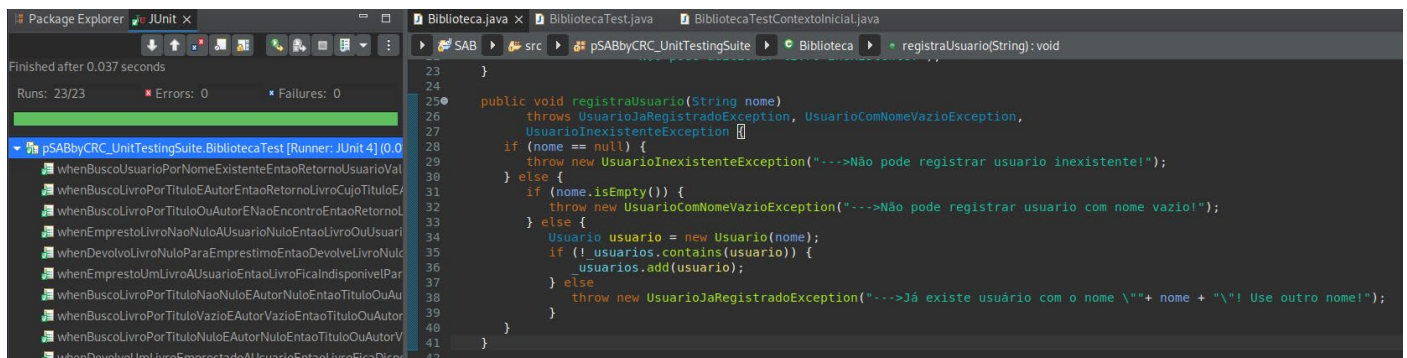 Package Explorer JUnit ×
Finished after 0.037 seconds
Runs: 23/23 Errors: 0 Failures: 0
pSABbyCRC_UnitTestingSuite.BibliotecaTest [Runner: JUnit 4] (0.0
whenBuscoUsuarioPorNomeExistenteEntaoRetornoUsuarioVal
whenBuscoLivroPorTituloEAutorEntaoRetornoLivroCujoTituloEA
whenBuscoLivroPorTituloOuAutorENaoEncontroEntaoRetornoL
whenEmprestoLivroNaoNuloAUsuarioNuloEntaoLivroOuUsuari
whenDevolvoLivroNuloParaEmprestimoEntaoDevolveLivroNulo
whenEmprestoUmLivroAUsuarioEntaoLivroFicaIndisponivelPar
whenBuscoLivroPorTituloNaoNuloEAutorNuloEntaoTituloOuAu
whenBuscoLivroPorTituloVazioEAutorVazioEntaoTituloOuAutor
whenBuscoLivroPorTituloNuloEAutorNuloEntaoTituloOuAutorV
Biblioteca.java × BibliotecaTest.java BibliotecaTestContextoInicial.java
SAB src pSABbyCRC_UnitTestingSuite Biblioteca registraUsuario(String) : void
23 }
24
25 public void registraUsuario(String nome)
26 throws UsuarioJaRegistradoException, UsuarioComNomeVazioException,
27 UsuarioInexistenteException {
28 if (nome == null) {
29 throw new UsuarioInexistenteException("--->Não pode registrar usuario inexistente!");
30 } else {
31 if (nome.isEmpty()) {
32 throw new UsuarioComNomeVazioException("--->Não pode registrar usuario com nome vazio!");
33 } else {
34 Usuario usuario = new Usuario(nome);
35 if (!_usuarios.contains(usuario)) {
36 _usuarios.add(usuario);
37 } else
38 throw new UsuarioJaRegistradoException("--->Já existe usuário com o nome \""+ nome + "\"! Use outro nome!");
39 }
40 }
41 }